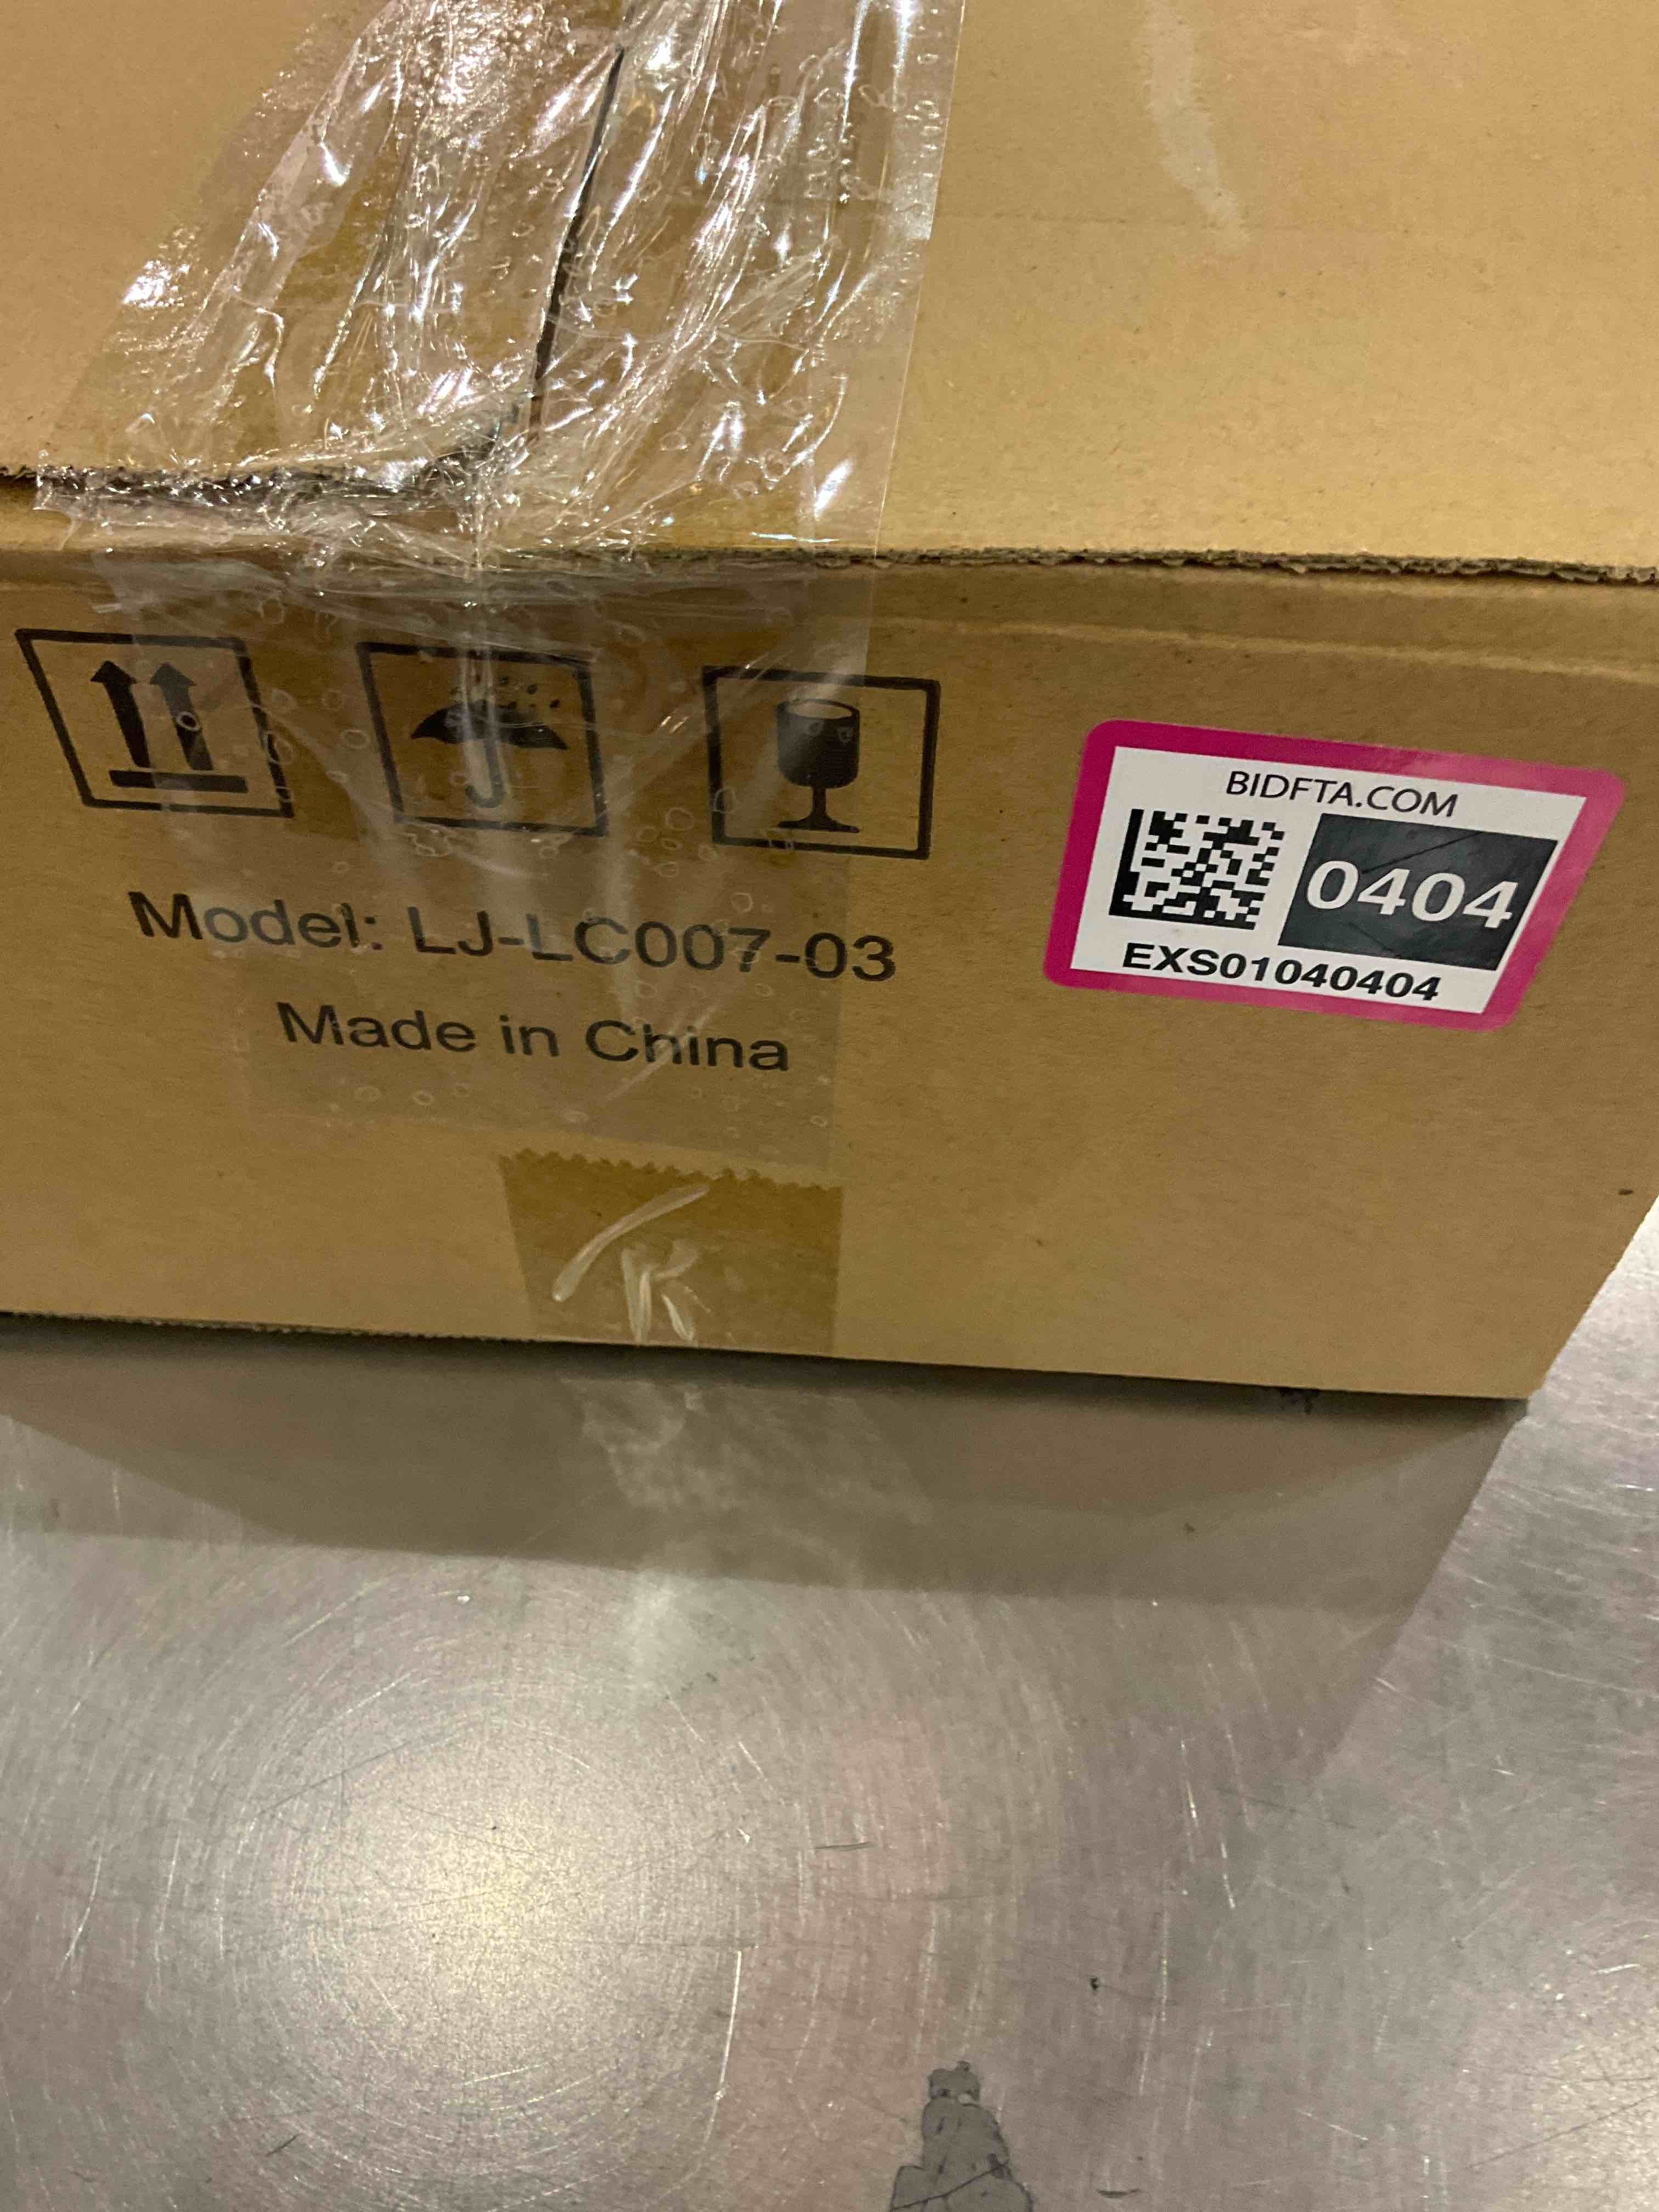 Model: LJ-LC007-03
Made in China
BIDFTA.COM
0404
EXS01040404